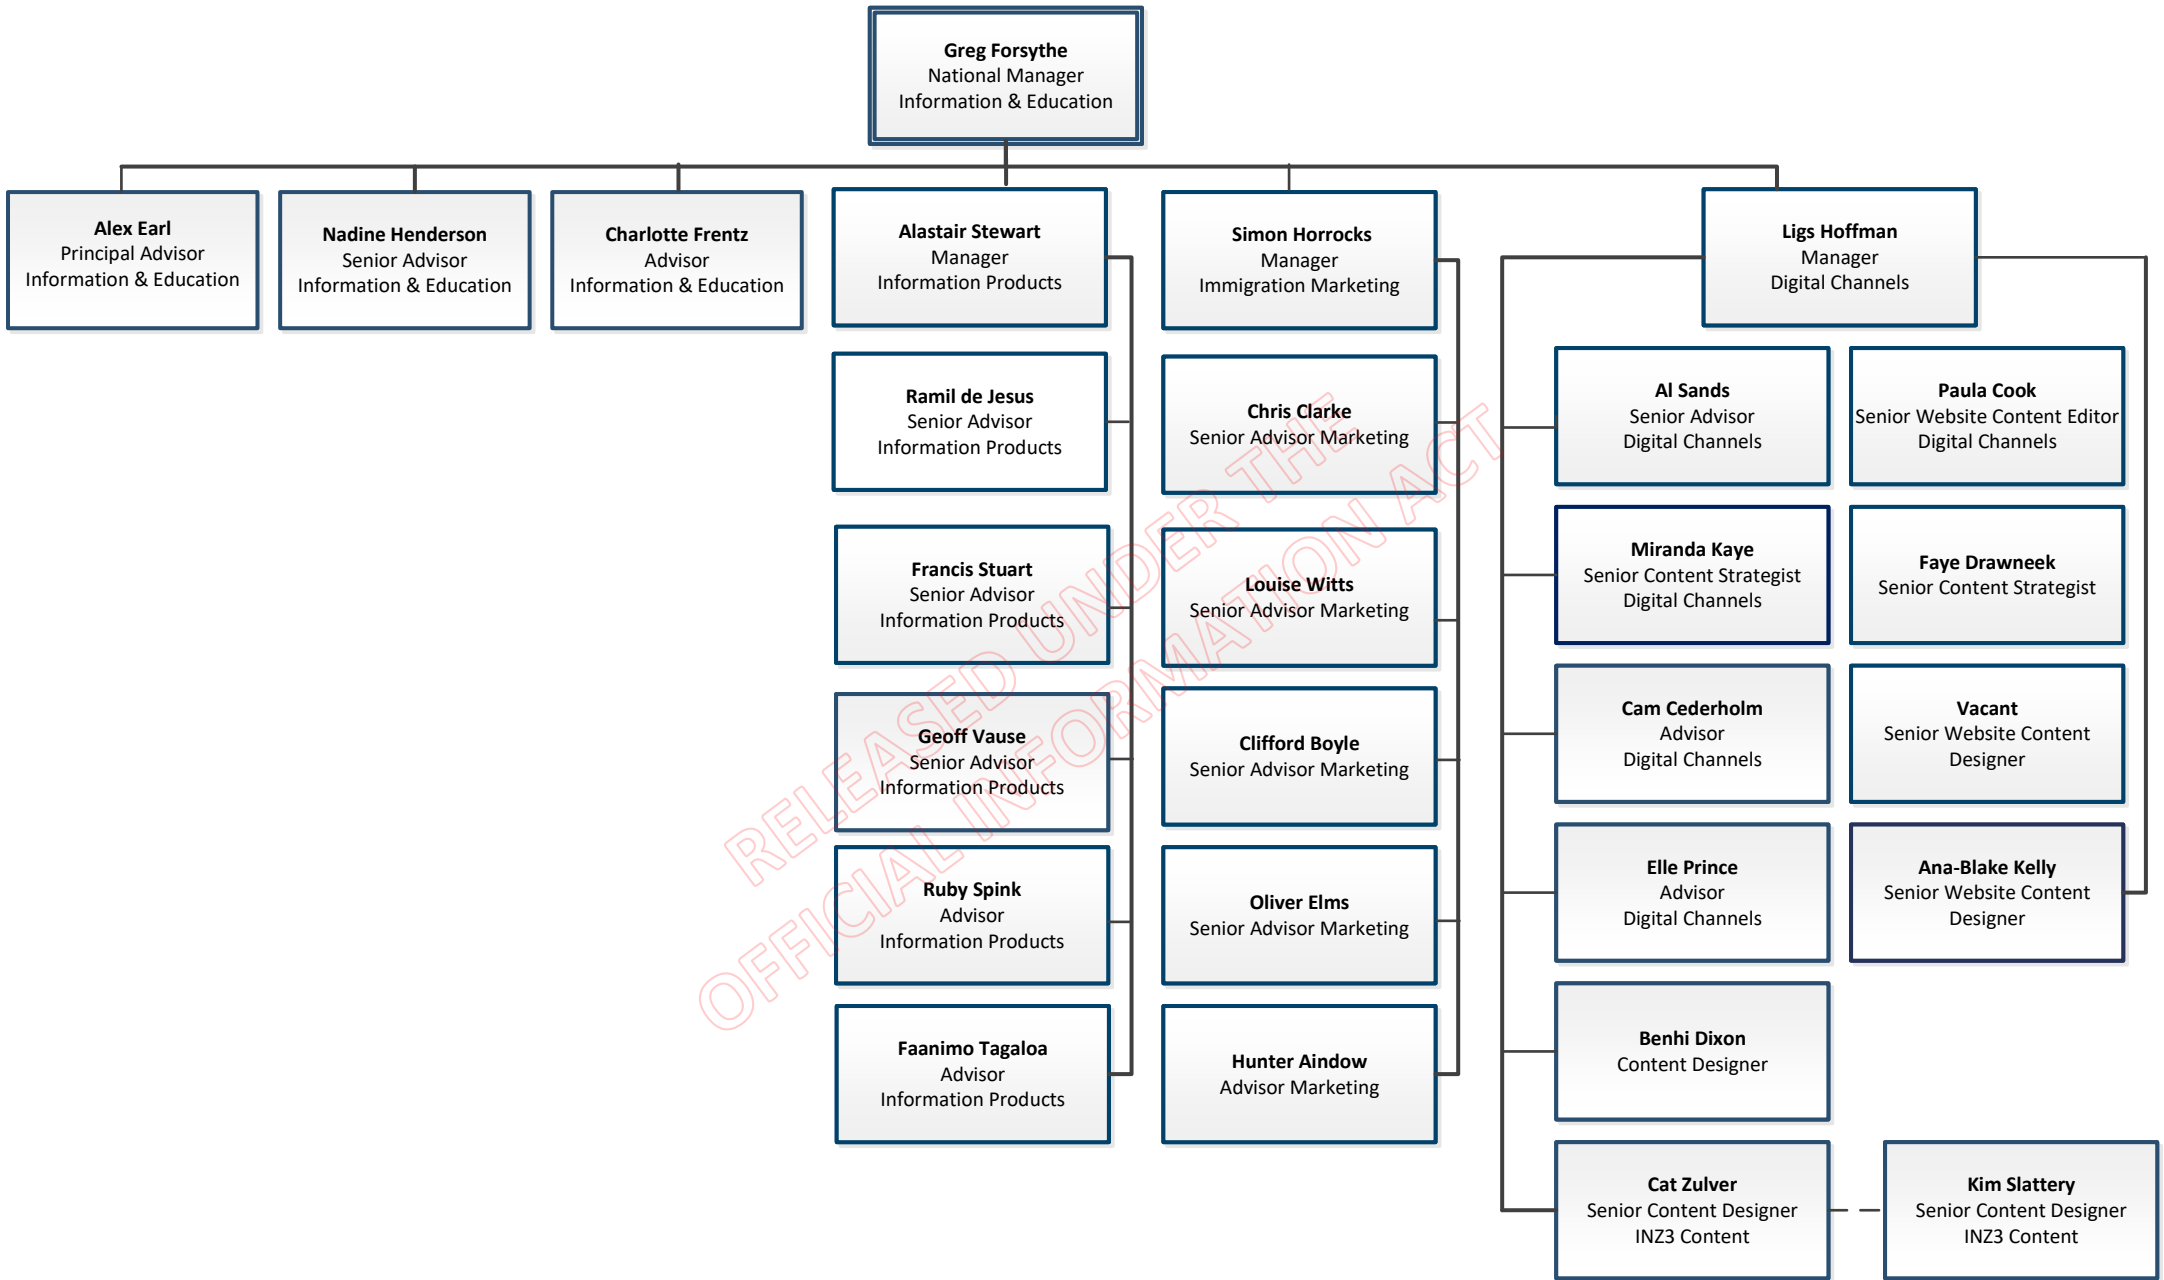 Greg Forsythe
National Manager
Information & Education
Alex Earl
Principal Advisor
Information & Education
Nadine Henderson
Senior Advisor
Information & Education
Charlotte Frentz
Advisor
Information & Education
Alastair Stewart
Manager
Information Products
Simon Horrocks
Manager
Immigration Marketing
Ligs Hoffman
Manager
Digital Channels
Ramil de Jesus
Senior Advisor
Information Products
Francis Stuart
Senior Advisor
Information Products
Geoff Vause
Senior Advisor
Information Products
Ruby Spink
Advisor
Information Products
Faanimo Tagaloa
Advisor
Information Products
Chris Clarke
Senior Advisor Marketing
Louise Witts
Senior Advisor Marketing
Clifford Boyle
Senior Advisor Marketing
Oliver Elms
Senior Advisor Marketing
Hunter Aindow
Advisor Marketing
Al Sands
Senior Advisor
Digital Channels
Paula Cook
Senior Website Content Editor
Digital Channels
Miranda Kaye
Senior Content Strategist
Digital Channels
Faye Drawneek
Senior Content Strategist
Cam Cederholm
Advisor
Digital Channels
Vacant
Senior Website Content
Designer
Elle Prince
Advisor
Digital Channels
Ana-Blake Kelly
Senior Website Content
Designer
Benhi Dixon
Content Designer
Cat Zulver
Senior Content Designer
INZ3 Content
Kim Slattery
Senior Content Designer
INZ3 Content
RELEASED UNDER THE
OFFICIAL INFORMATION ACT